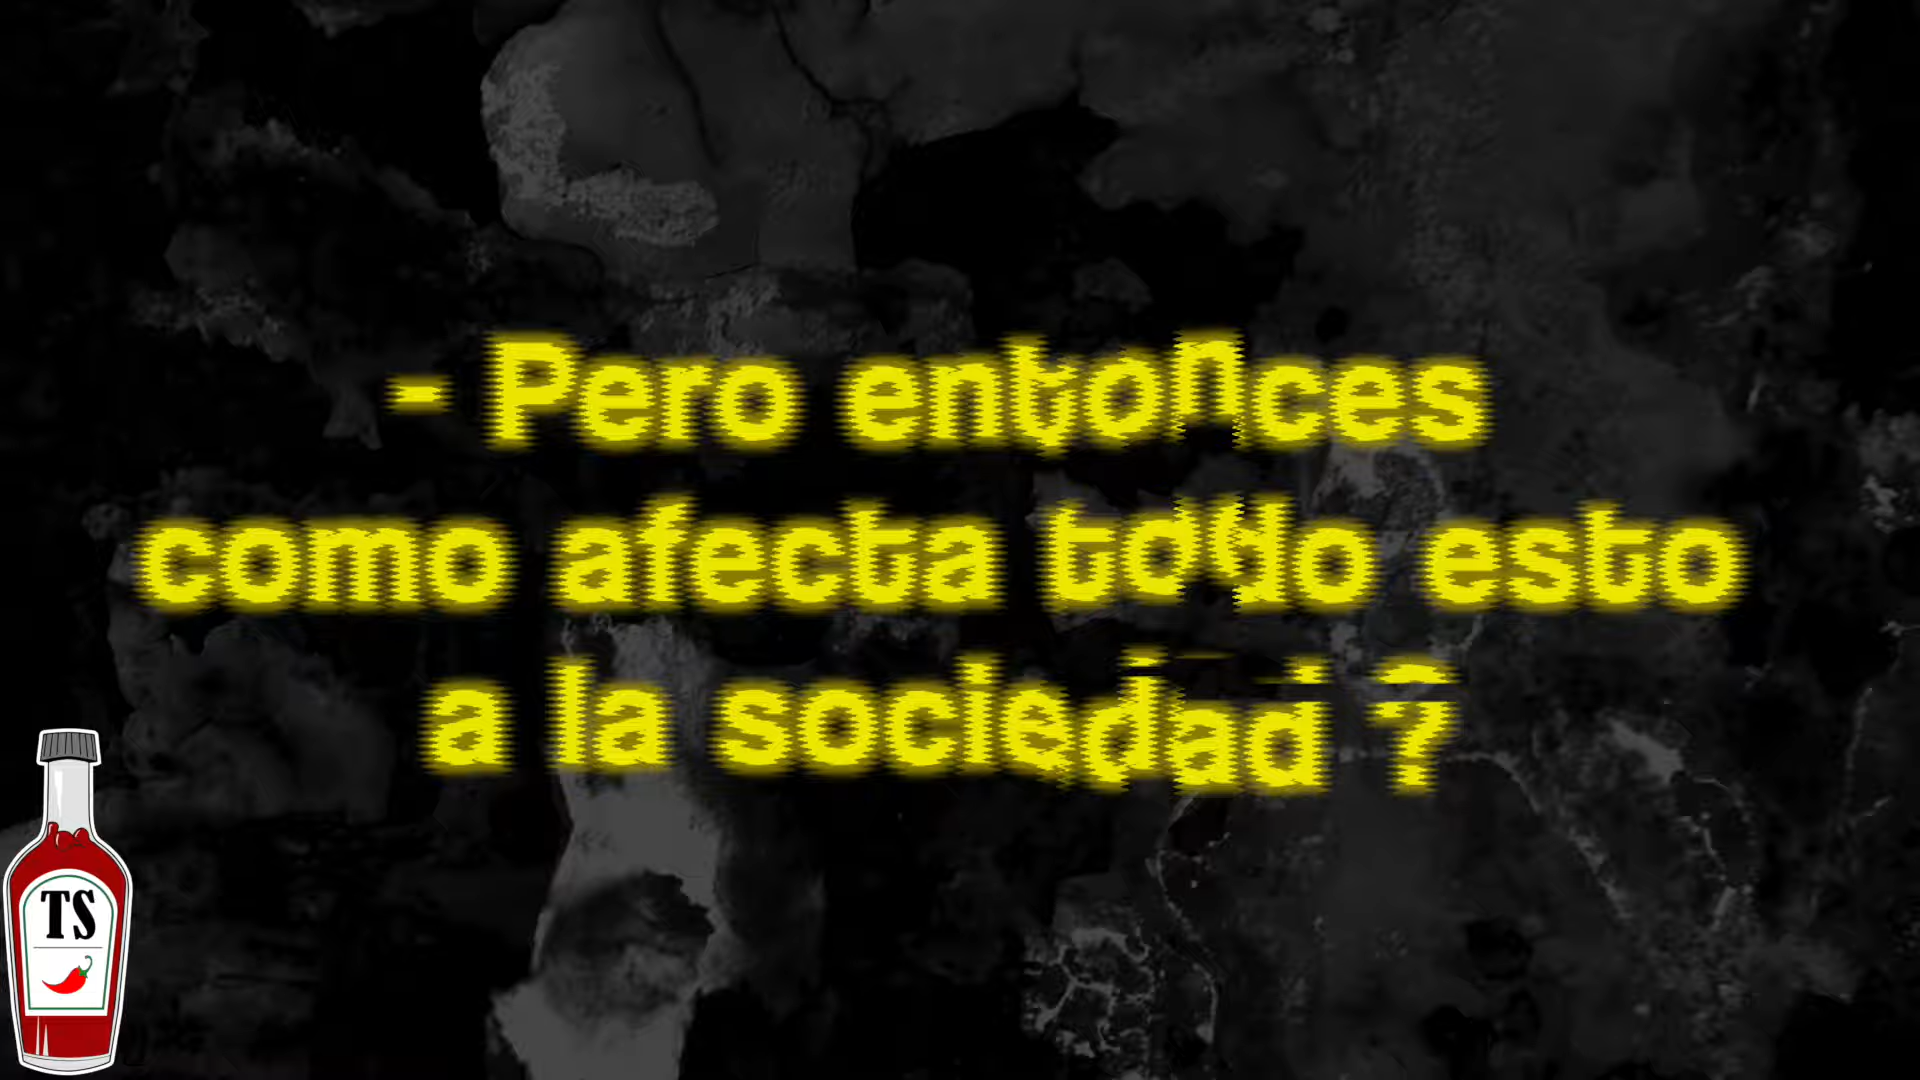 - Pero entonces
como afecta todo esto
a la sociedad ?
TS